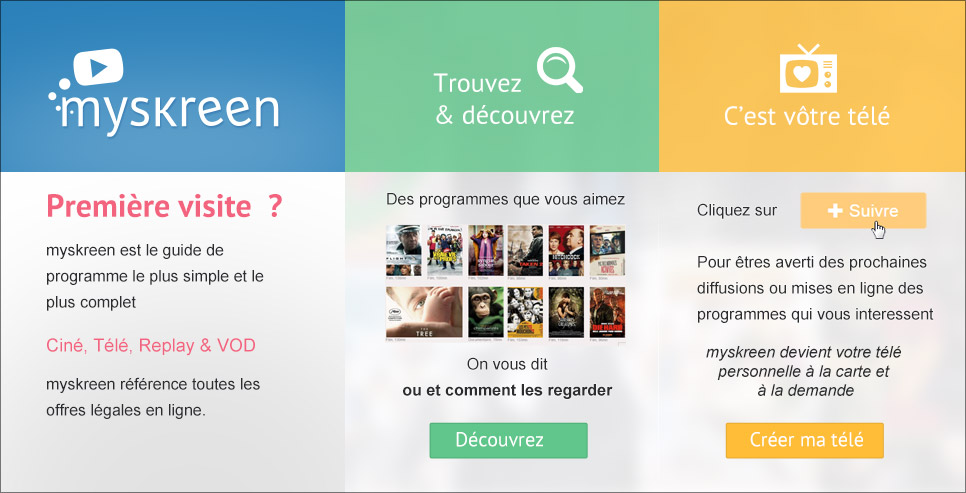 myskreen
Première visite ?
myskreen est le guide de
programme le plus simple et le
plus complet
Ciné, Télé, Replay & VOD
myskreen référence toutes les
offres légales en ligne.
Trouvez
& découvrez
Des programmes que vous aimez
HITCHCOCK
THE
TREE
On vous dit
ou et comment les regarder
Découvrez
C'est vôtre télé
Cliquez sur
Suivre
Pour êtres averti des prochaines
diffusions ou mises en ligne des
programmes qui vous interessent
myskreen devient votre télé
personnelle à la carte et
à la demande
Créer ma télé